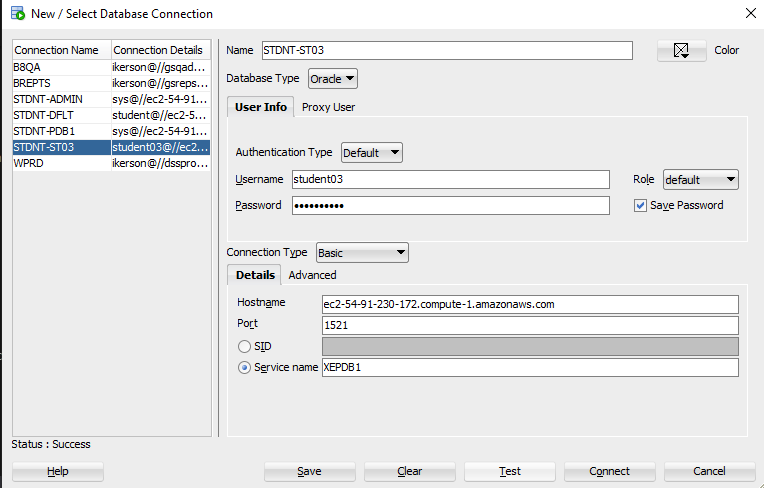 New / Select Database Connection
Connection Name Connection Details
B8QA ikerson@//gsqad...
BREPTS ikerson@//gsreps...
STDNT-ADMIN sys@//ec2-54-91...
STDNT-DFLT student@//ec2-5...
STDNT-PDB1 sys@//ec2-54-91...
STDNT-ST03 student03@//ec2...
WPRD ikerson@//dsspro...
Name STDNT-ST03 Color
Database Type Oracle
User Info Proxy User
Authentication Type Default
Username student03 Role default
Password •••••••••• Save Password
Connection Type Basic
Details Advanced
Hostname ec2-54-91-230-172.compute-1.amazonaws.com
Port 1521
SID
Service name XEPDB1
Status : Success
Help Save Clear Test Connect Cancel